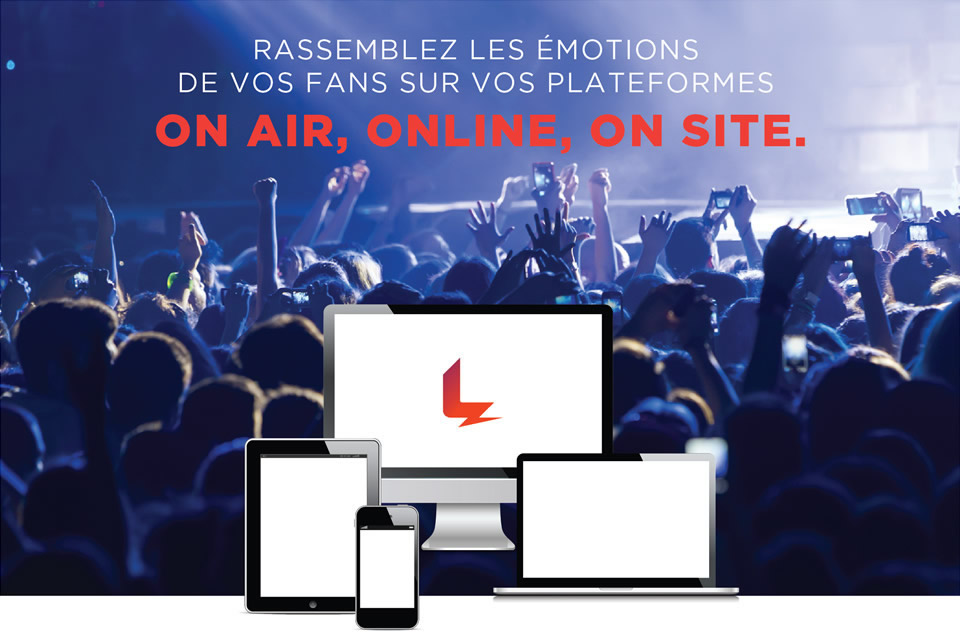 RASSEMBLEZ LES ÉMOTIONS
DE VOS FANS SUR VOS PLATEFORMES
ON AIR, ONLINE, ON SITE.